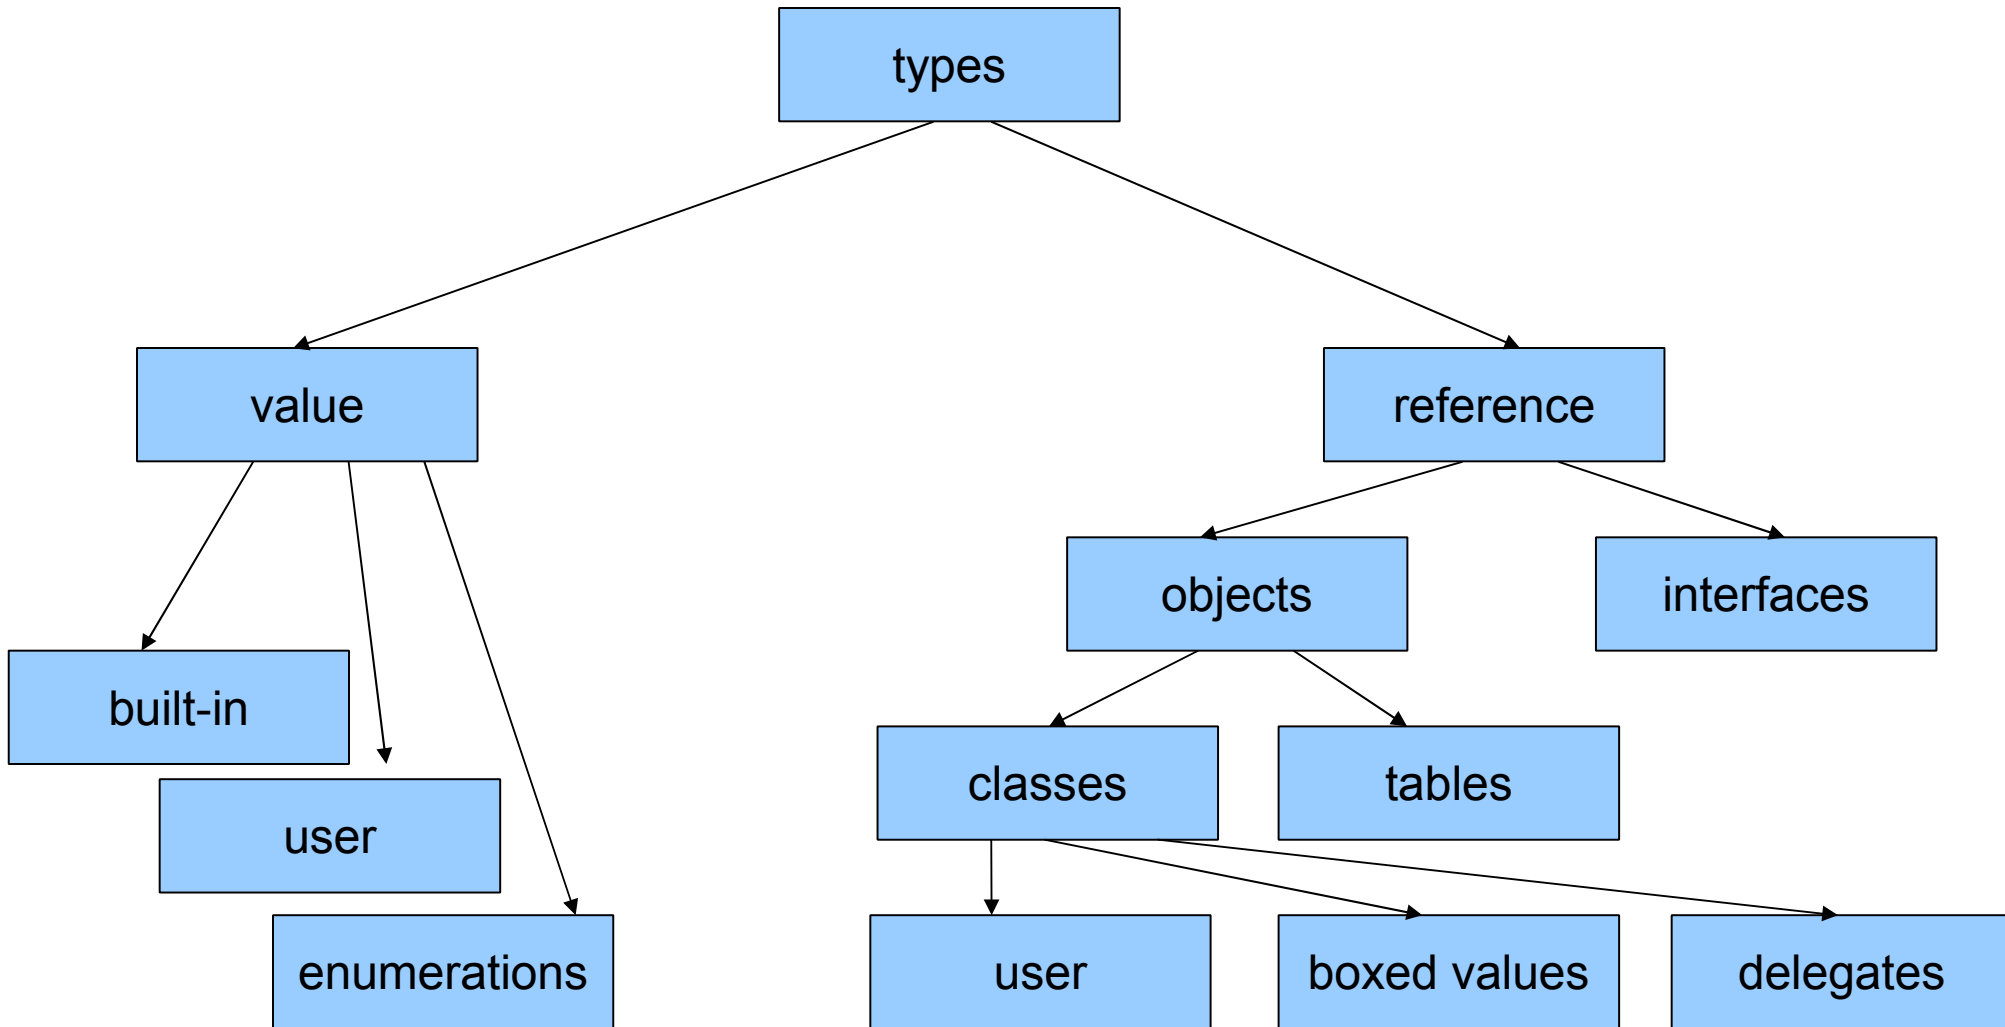 types
value
reference
objects
interfaces
built-in
classes
tables
user
enumerations
user
boxed values
delegates